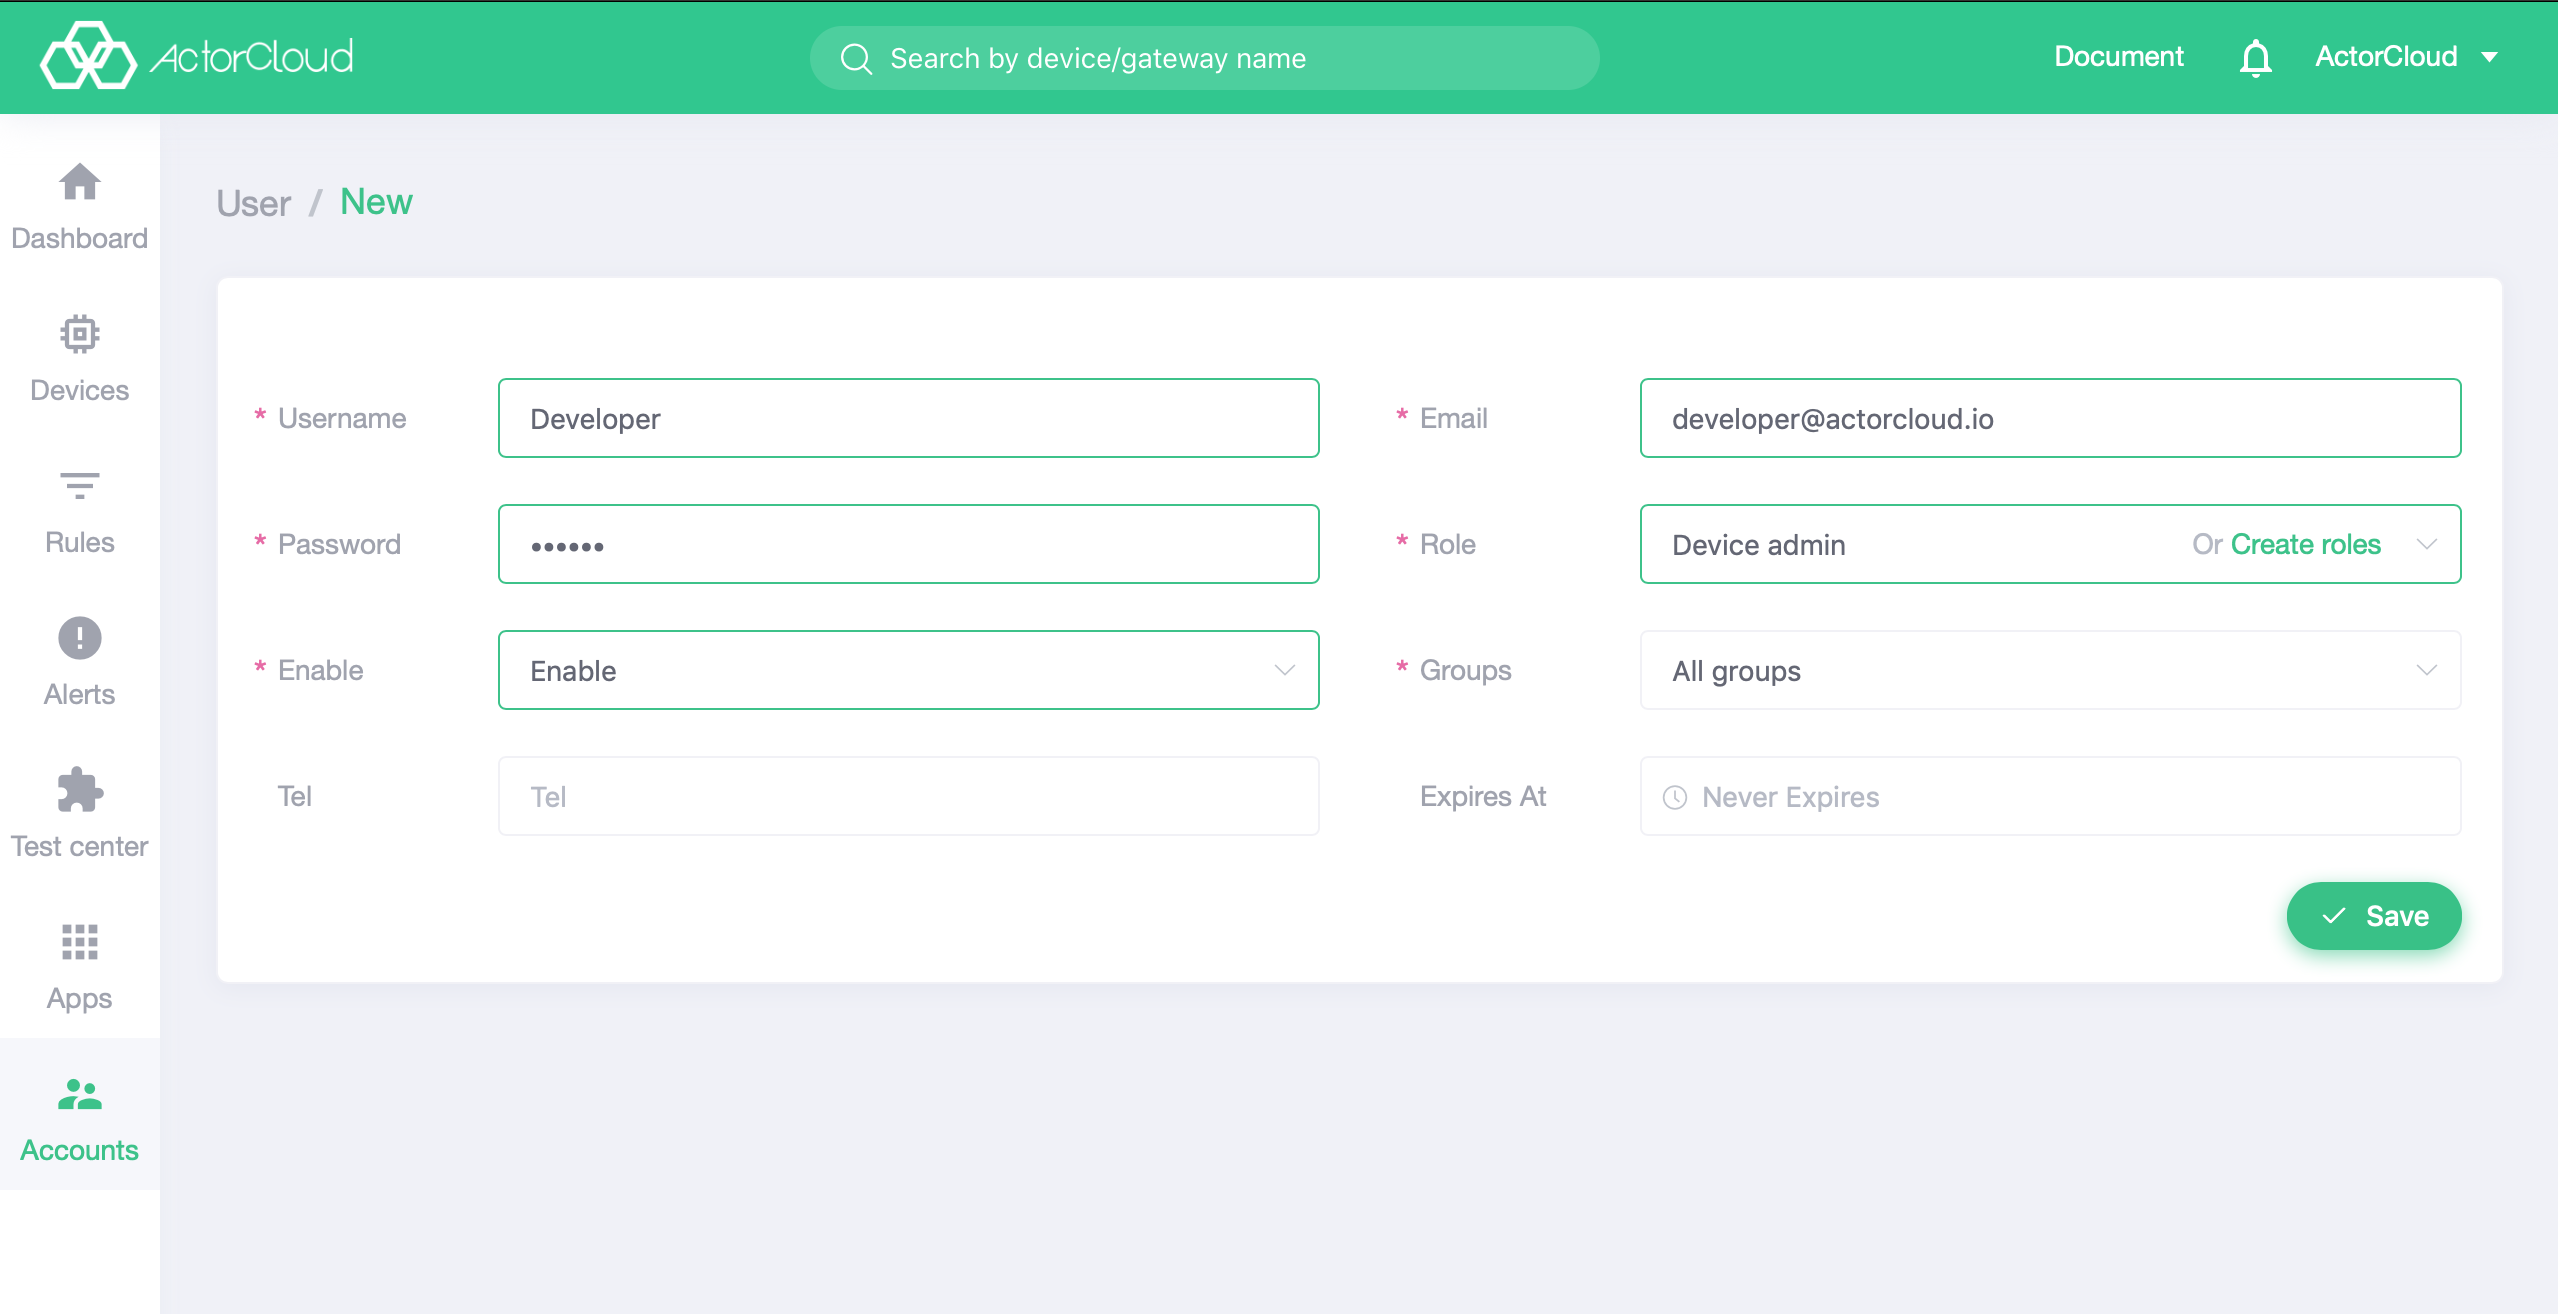 ActorCloud
Search by device/gateway name
Document
ActorCloud
Dashboard
Devices
Rules
Alerts
Test center
Apps
Accounts
User / New
* Username
Developer
* Email
developer@actorcloud.io
* Password
••••••
* Role
Device admin
Or Create roles
* Enable
Enable
* Groups
All groups
Tel
Tel
Expires At
Never Expires
Save